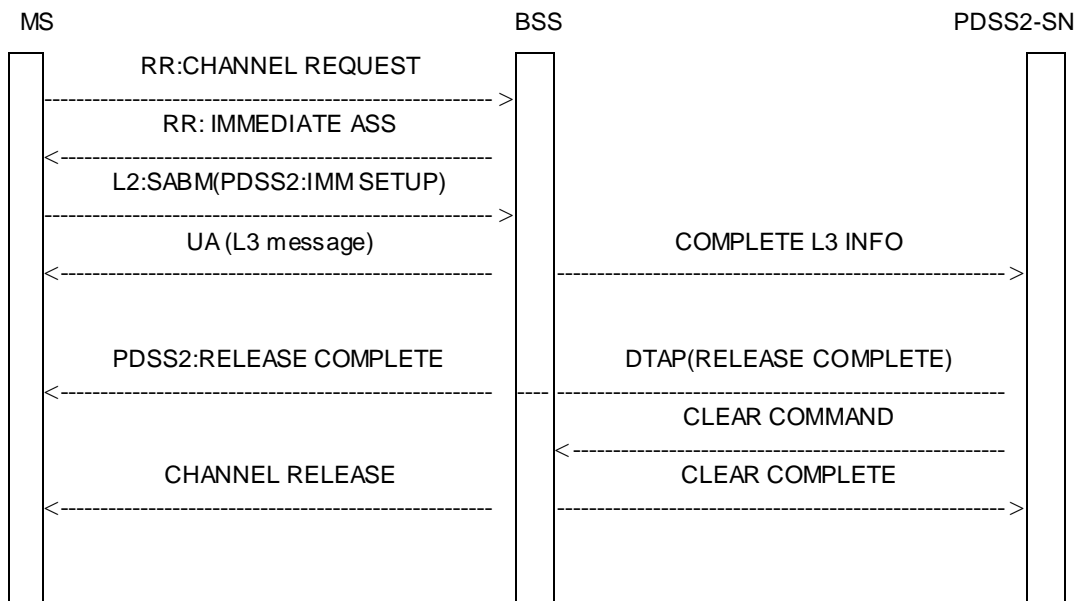 MS BSS PDSS2-SN
RR:CHANNEL REQUEST
RR: IMMEDIATE ASS
L2:SABM(PDSS2:IMM SETUP)
UA (L3 message) COMPLETE L3 INFO
PDSS2:RELEASE COMPLETE DTAP(RELEASE COMPLETE)
CLEAR COMMAND
CHANNEL RELEASE CLEAR COMPLETE